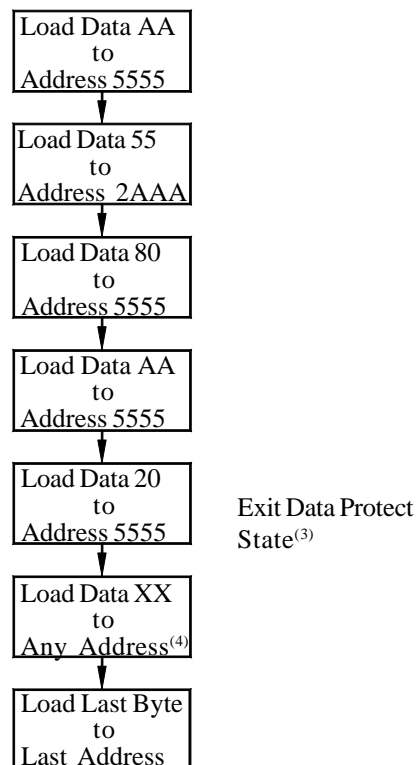 Load Data AA
to
Address 5555
Load Data 55
to
Address 2AAA
Load Data 80
to
Address 5555
Load Data AA
to
Address 5555
Load Data 20
to
Address 5555
Exit Data Protect
State(3)
Load Data XX
to
Any Address(4)
Load Last Byte
to
Last Address